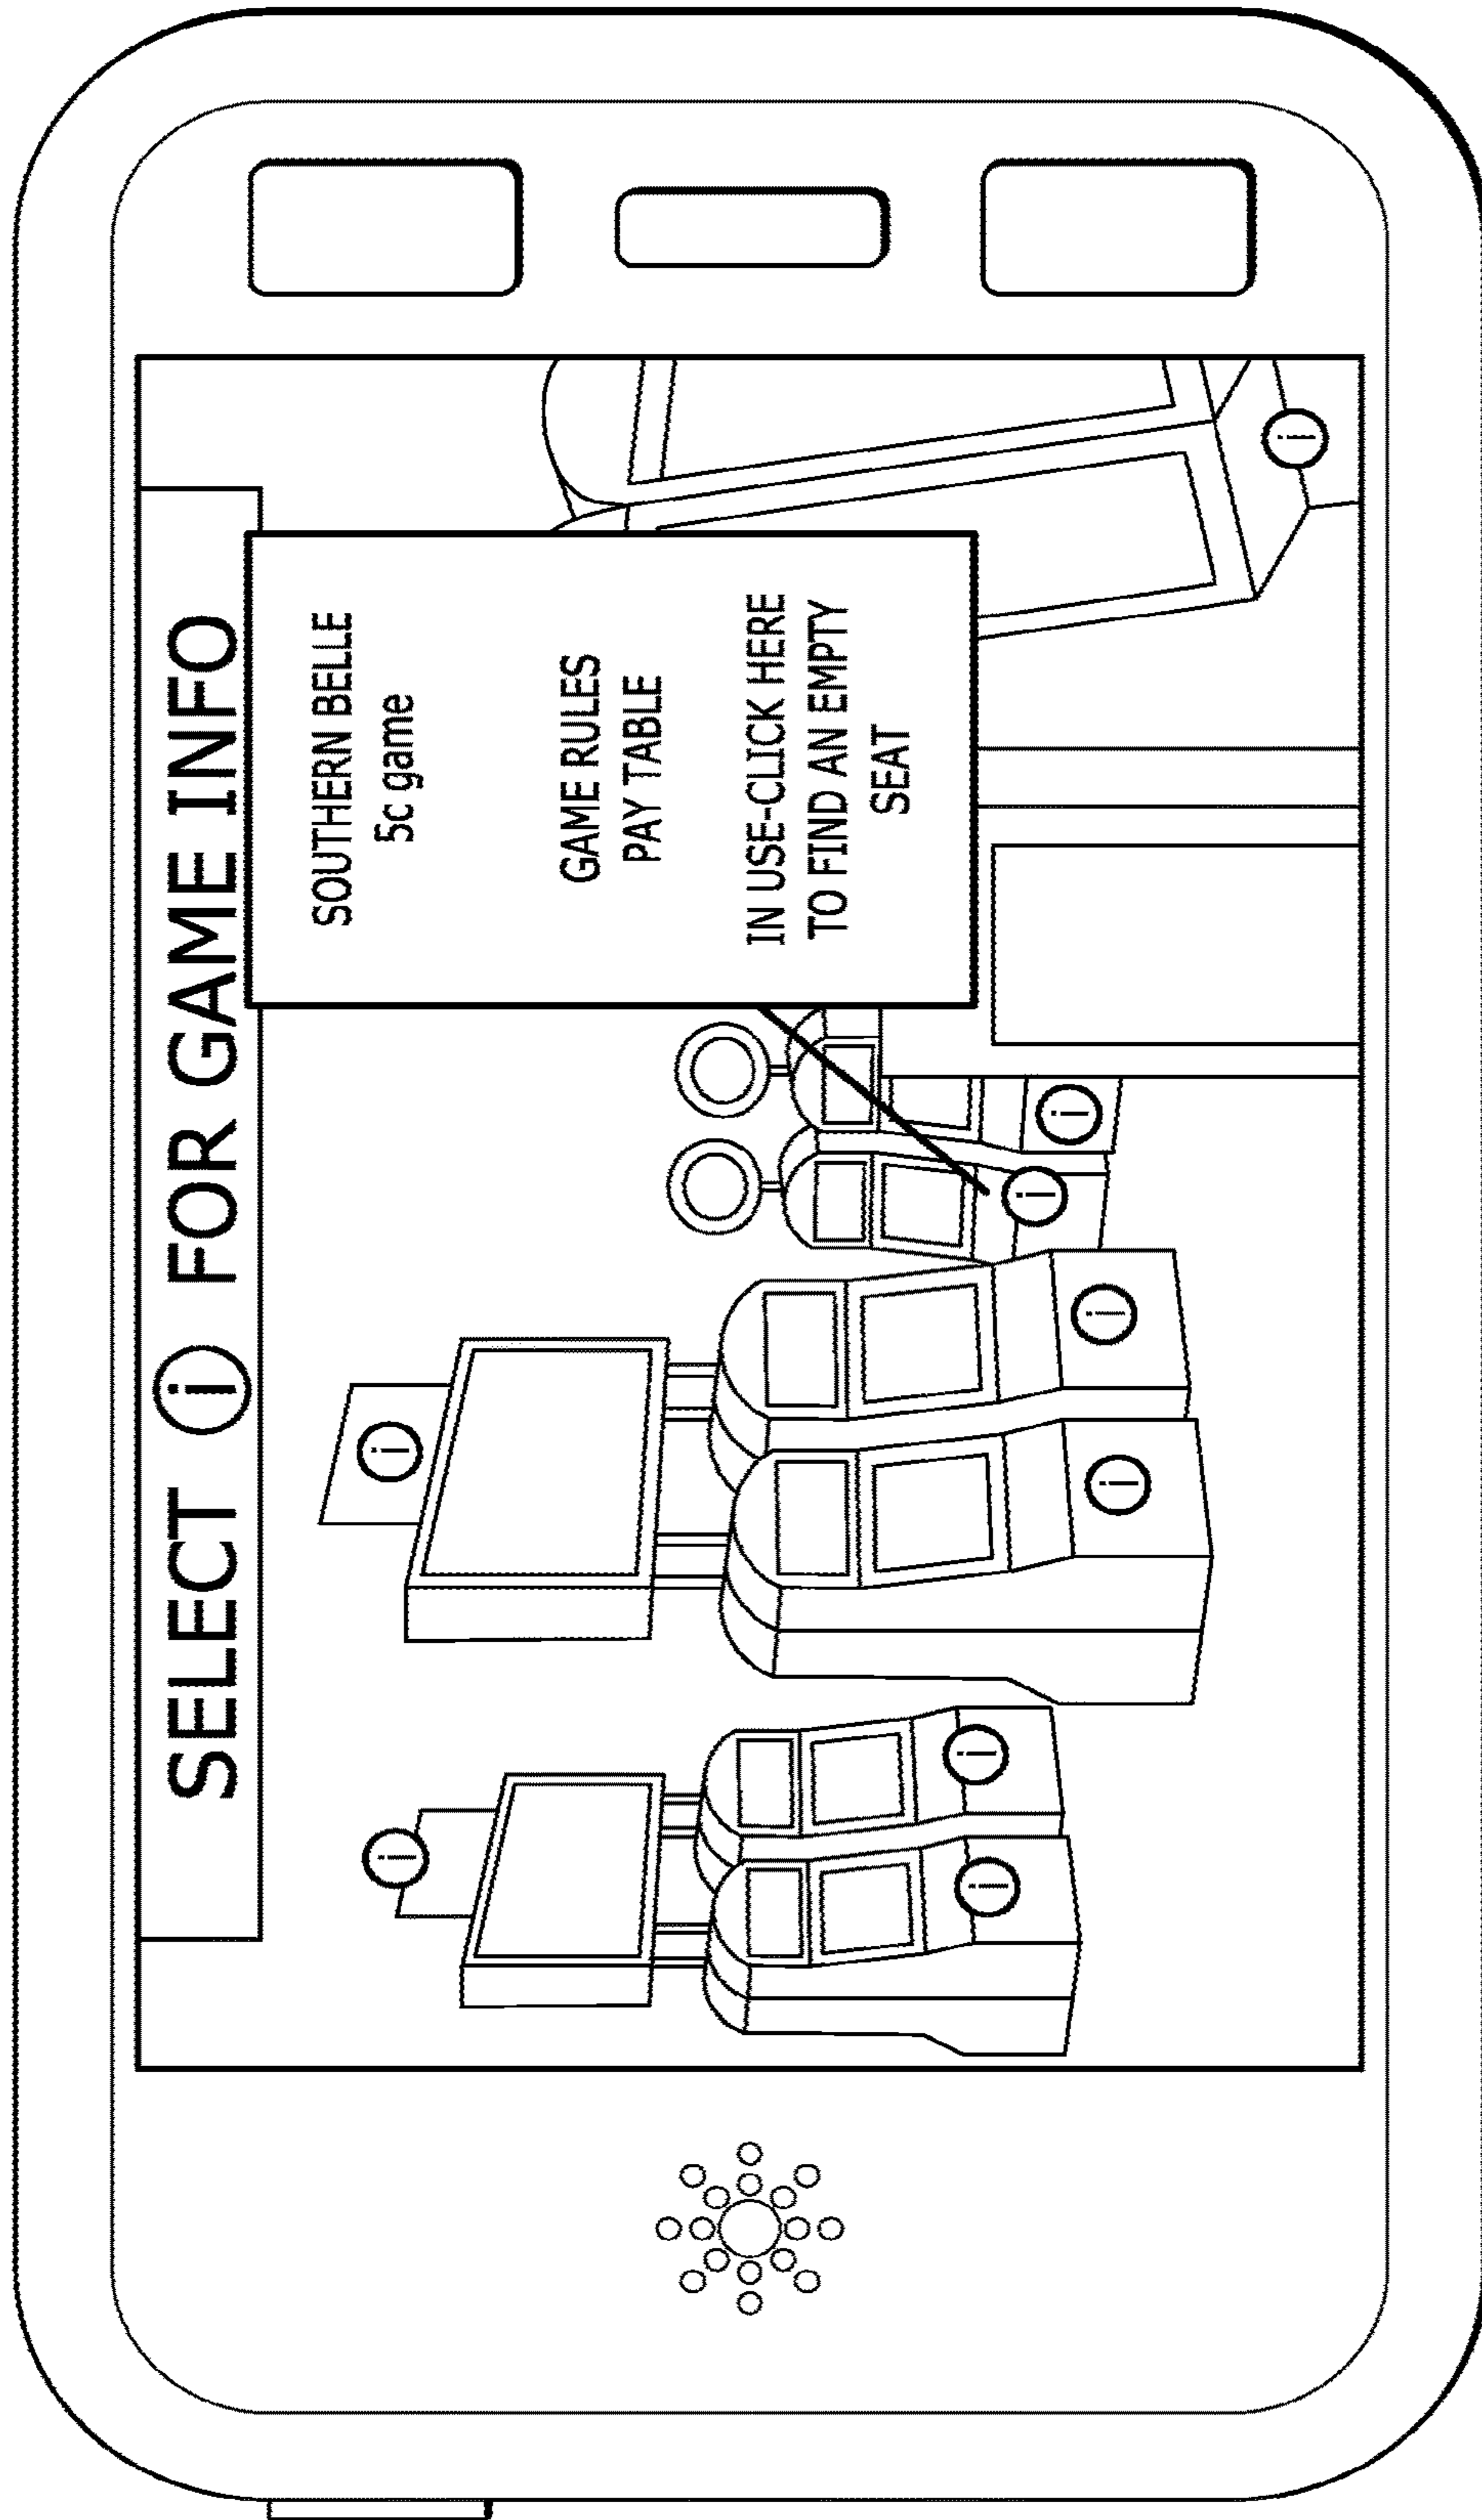 SELECT i FOR GAME INFO
SOUTHERN BELLE
5c game
GAME RULES
PAY TABLE
IN USE-CLICK HERE
TO FIND AN EMPTY
SEAT
i
i
i
i
i
i
i
i
i